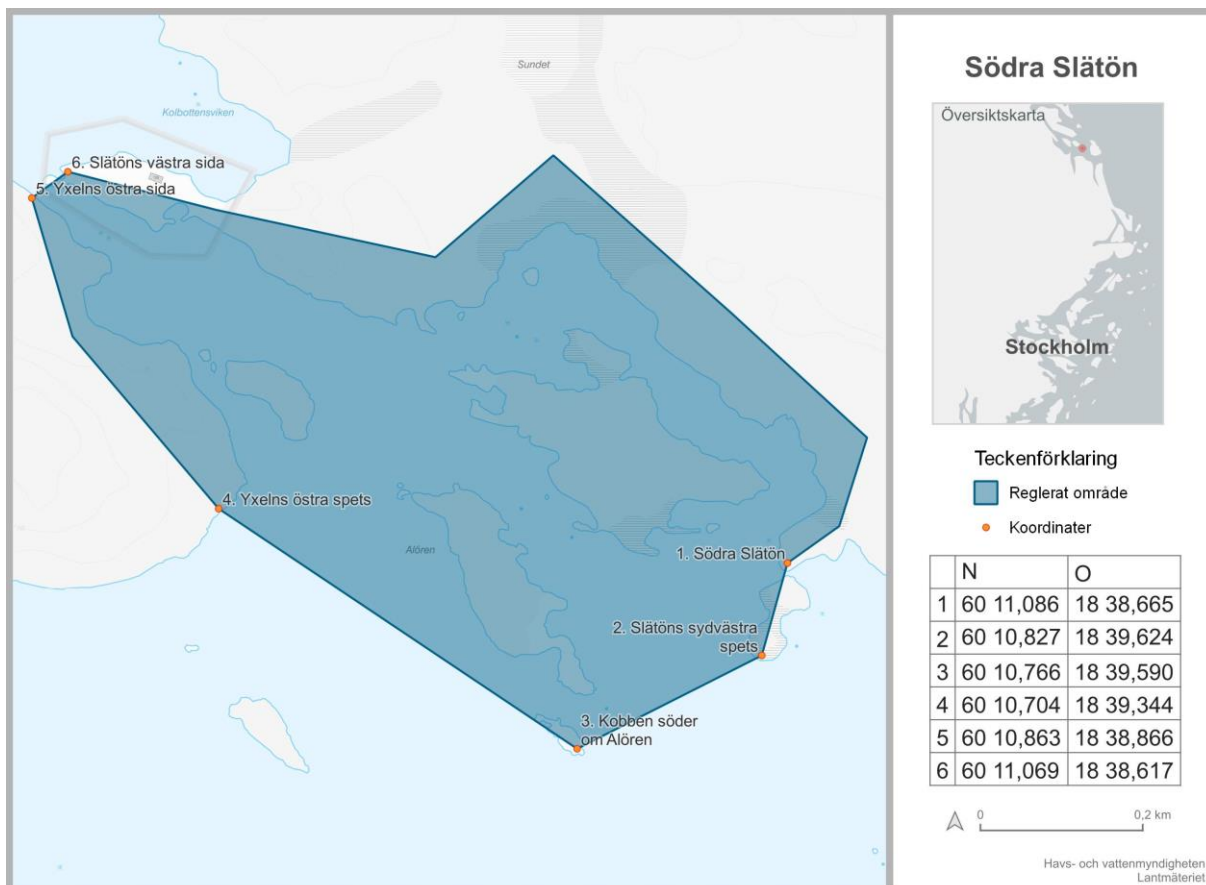 Sundet
Kolbottensviken
6. Slätöns västra sida
5. Yxelns östra sida
4. Yxelns östra spets
Alören
1. Södra Slätön
2. Slätöns sydvästra
spets
3. Kobben söder
om Alören
Södra Slätön
Översiktskarta
Stockholm
Teckenförklaring
Reglerat område
Koordinater
N O
1 60 11,086 18 38,665
2 60 10,827 18 39,624
3 60 10,766 18 39,590
4 60 10,704 18 39,344
5 60 10,863 18 38,866
6 60 11,069 18 38,617
0 0,2 km
Havs- och vattenmyndigheten
Lantmäteriet